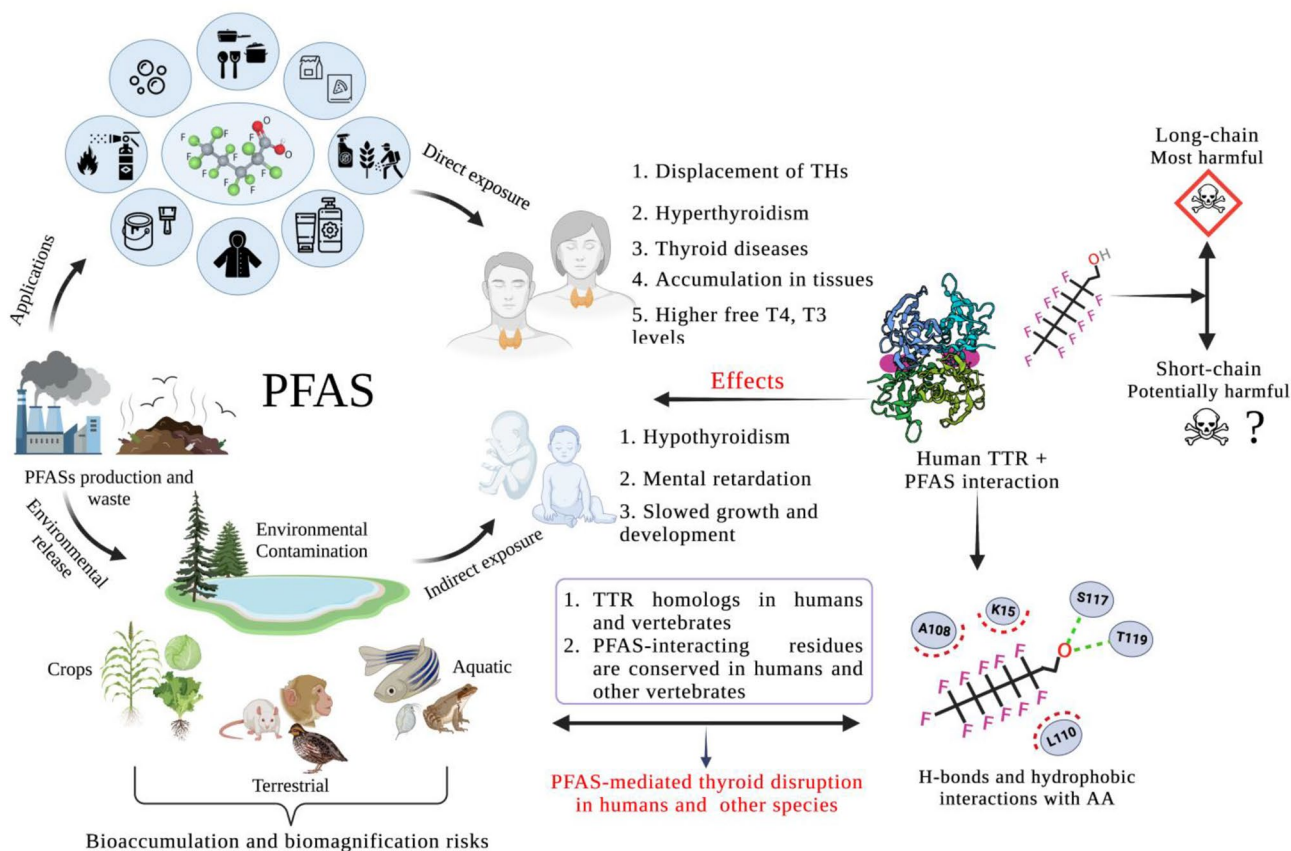 Applications
Direct exposure
F
F
F
F
F
F
F
F
F
O
O
1. Displacement of THs
2. Hyperthyroidism
3. Thyroid diseases
4. Accumulation in tissues
5. Higher free T4, T3
levels
Long-chain
Most harmful
OH
F
F
F
F
F
F
F
F
F
F
F
Short-chain
Potentially harmful
?
PFAS
Effects
PFASs production and
waste
Human TTR +
PFAS interaction
1. Hypothyroidism
2. Mental retardation
3. Slowed growth and
development
Environmental
release
Environmental
Contamination
Indirect exposure
1. TTR homologs in humans
and vertebrates
2. PFAS-interacting residues
are conserved in humans and
other vertebrates
Crops
Aquatic
Terrestrial
Bioaccumulation and biomagnification risks
PFAS-mediated thyroid disruption
in humans and other species
A108
K15
S117
T119
O
F
F
F
F
F
F
F
F
F
F
F
L110
H-bonds and hydrophobic
interactions with AA